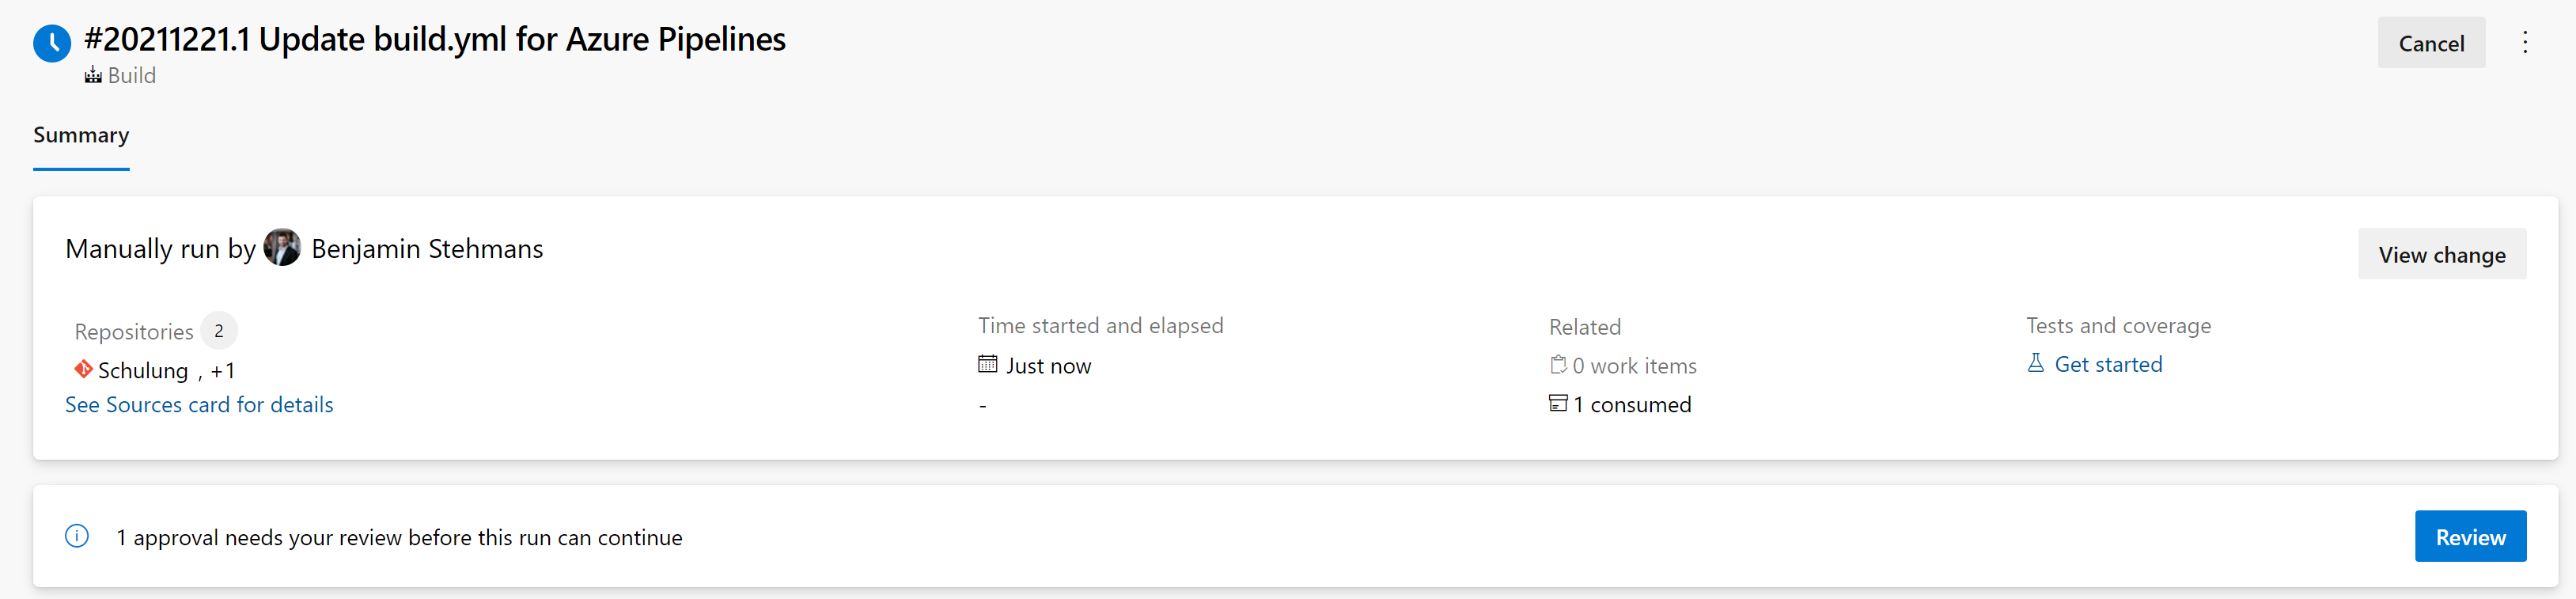 #20211221.1 Update build.yml for Azure Pipelines
Build
Cancel
Summary
Manually run by Benjamin Stehmans
View change
Repositories 2
Schulung , +1
See Sources card for details
Time started and elapsed
Just now
-
Related
0 work items
1 consumed
Tests and coverage
Get started
1 approval needs your review before this run can continue
Review